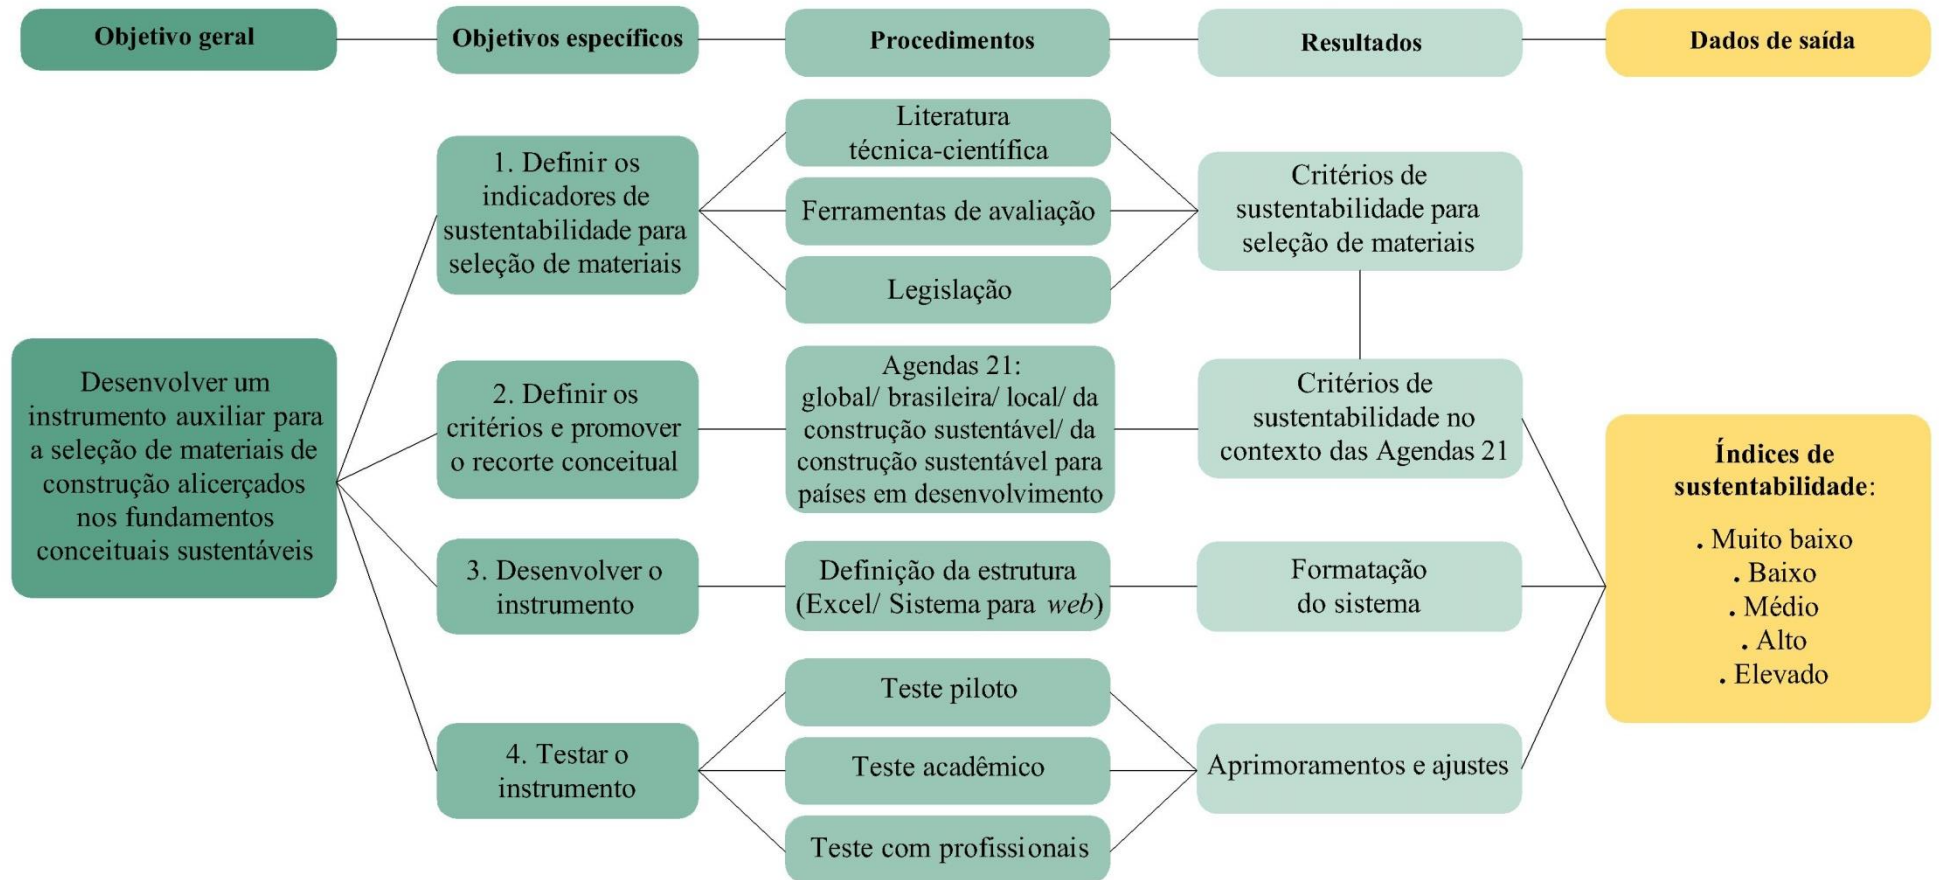 Objetivo geral
Objetivos específicos
Procedimentos
Resultados
Dados de saída
Desenvolver um
instrumento auxiliar para
a seleção de materiais de
construção alicerçados
nos fundamentos
conceituais sustentáveis
1. Definir os
indicadores de
sustentabilidade para
seleção de materiais
Literatura
técnica-científica
Ferramentas de avaliação
Legislação
Critérios de
sustentabilidade para
seleção de materiais
2. Definir os
critérios e promover
o recorte conceitual
Agendas 21:
global/ brasileira/ local/ da
construção sustentável/ da
construção sustentável para
países em desenvolvimento
Critérios de
sustentabilidade no
contexto das Agendas 21
3. Desenvolver o
instrumento
Definição da estrutura
(Excel/ Sistema para web)
Formatação
do sistema
4. Testar o
instrumento
Teste piloto
Teste acadêmico
Teste com profissionais
Aprimoramentos e ajustes
Índices de
sustentabilidade:
. Muito baixo
. Baixo
. Médio
. Alto
. Elevado